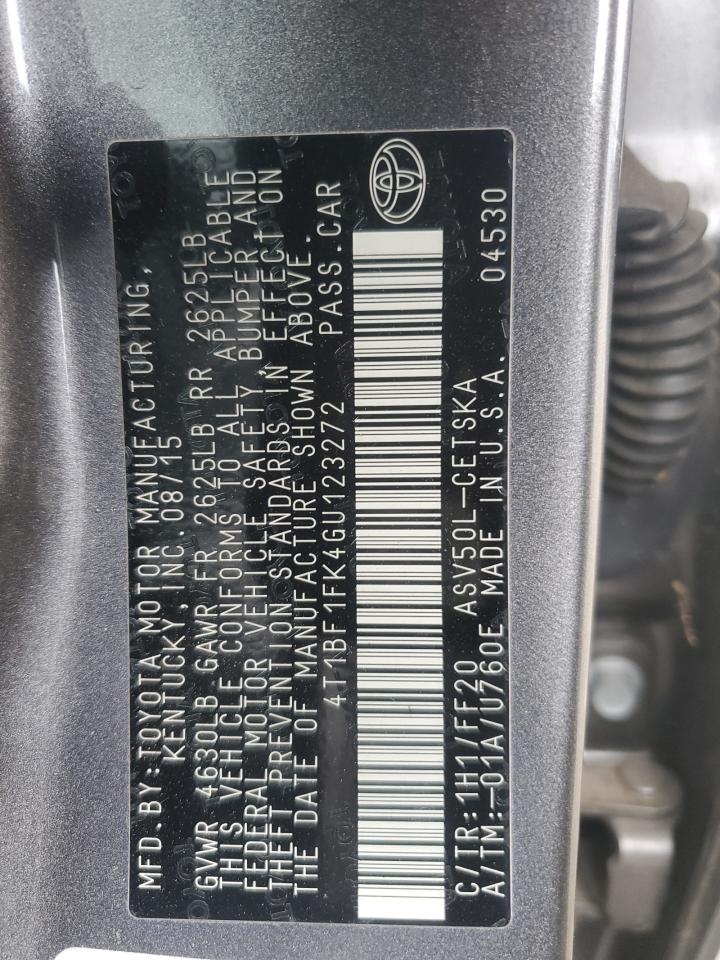 MFD.BY:TOYOTA MOTOR MANUFACTURING,
KENTUCKY, INC. 08/15
GVWR 4630LB GAWR FR 2625LB RR 2625LB
THIS VEHICLE CONFORMS TO ALL APPLICABLE
FEDERAL MOTOR VEHICLE SAFETY, BUMPER AND
THEFT PREVENTION STANDARDS IN EFFECT ON
THE DATE OF MANUFACTURE SHOWN ABOVE.
4T1BF1FK4GU123272 PASS.CAR
C/TR:1H1/FF20 ASV50L-CETSKA 04530
A/TM:-01A/U760E MADE IN U.S.A.